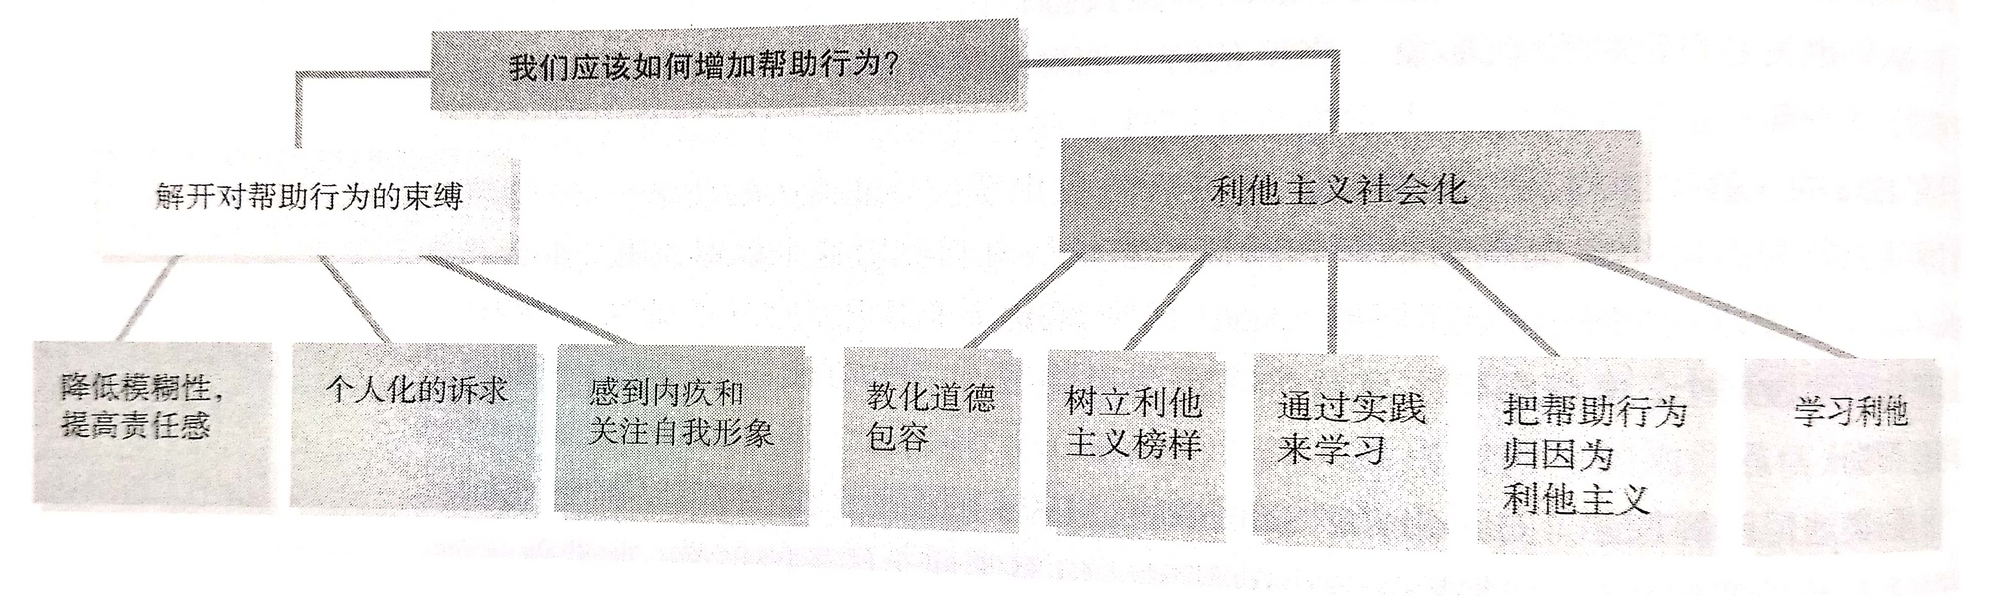 我们应该如何增加帮助行为？
解开对帮助行为的束缚
利他主义社会化
降低模糊性，
提高责任感
个人化的诉求
感到内疚和
关注自我形象
教化道德
包容
树立利他
主义榜样
通过实践
来学习
把帮助行为
归因为
利他主义
学习利他